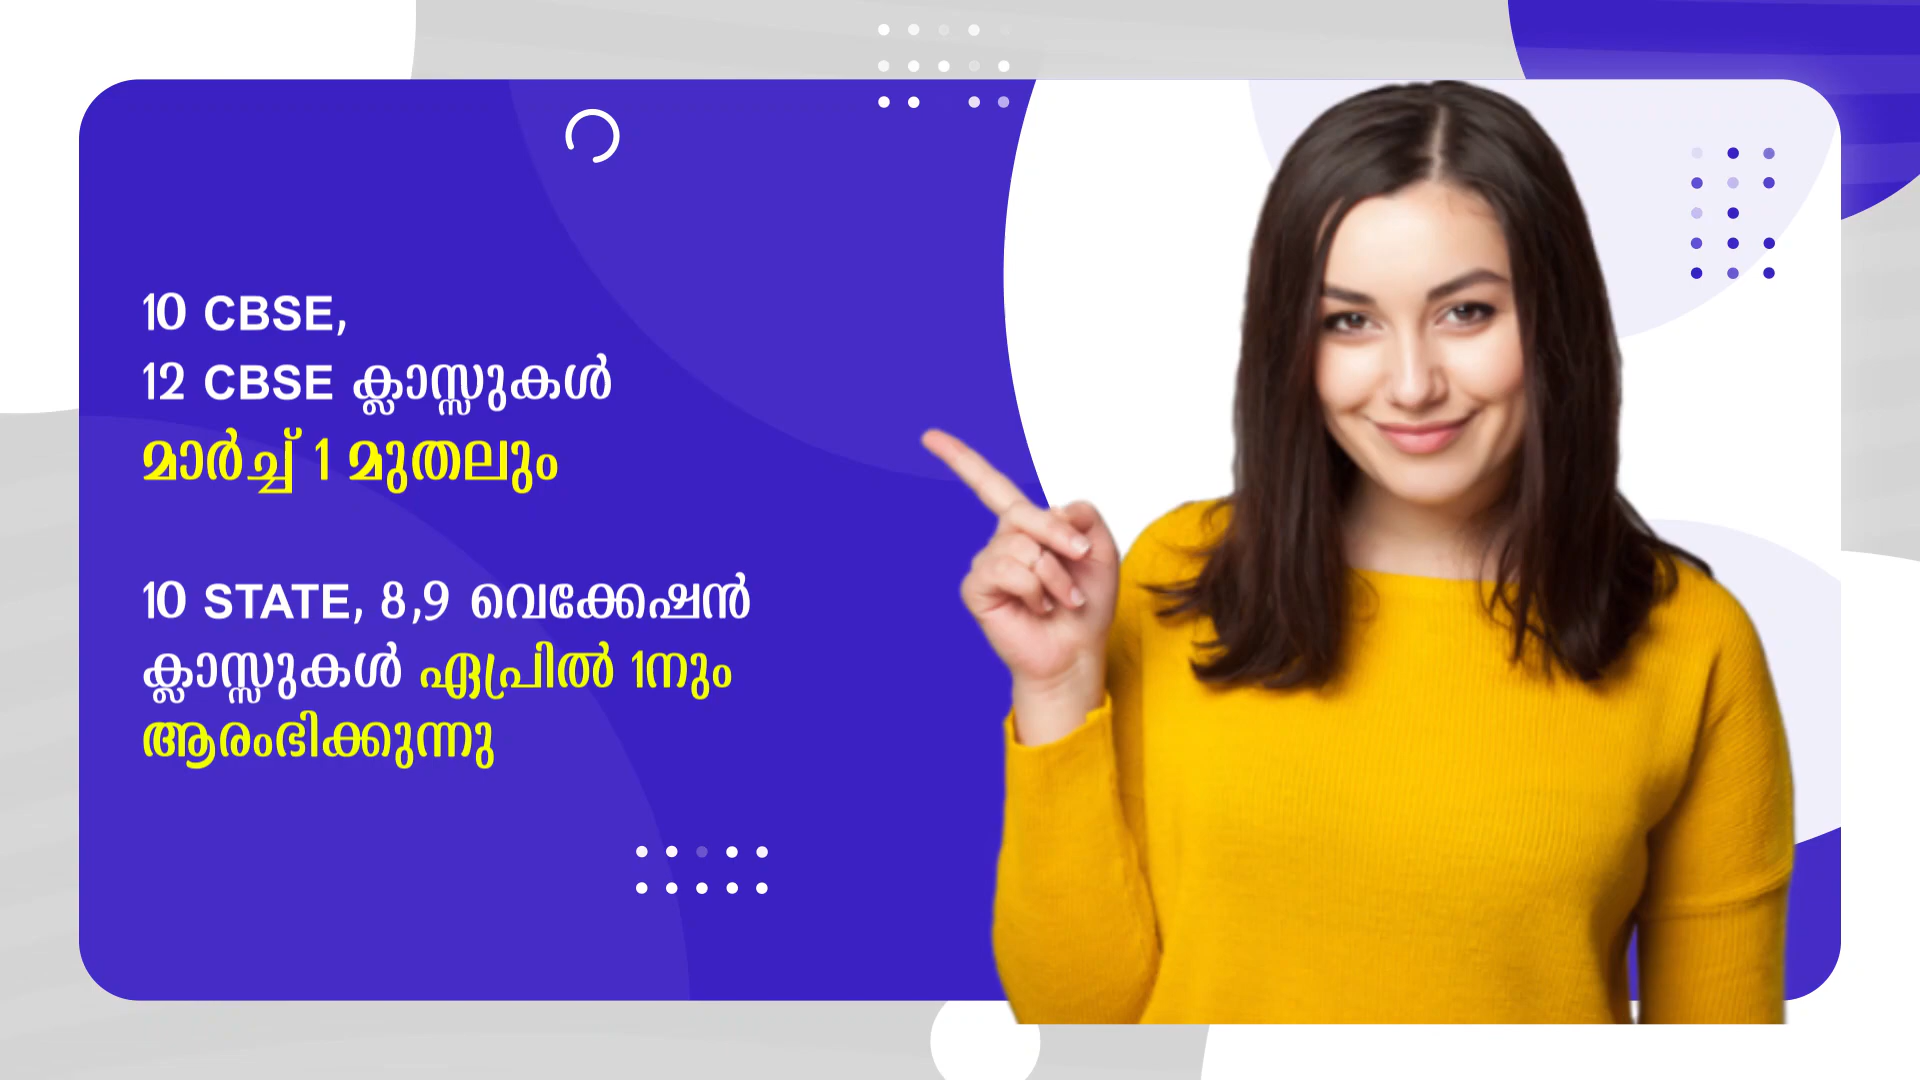 10 CBSE,
12 CBSE ക്ലാസ്സുകൾ
മാർച്ച് 1 മുതലും
10 STATE, 8,9 വെക്കേഷൻ
ക്ലാസ്സുകൾ ഏപ്രിൽ 1നും
ആരംഭിക്കുന്നു